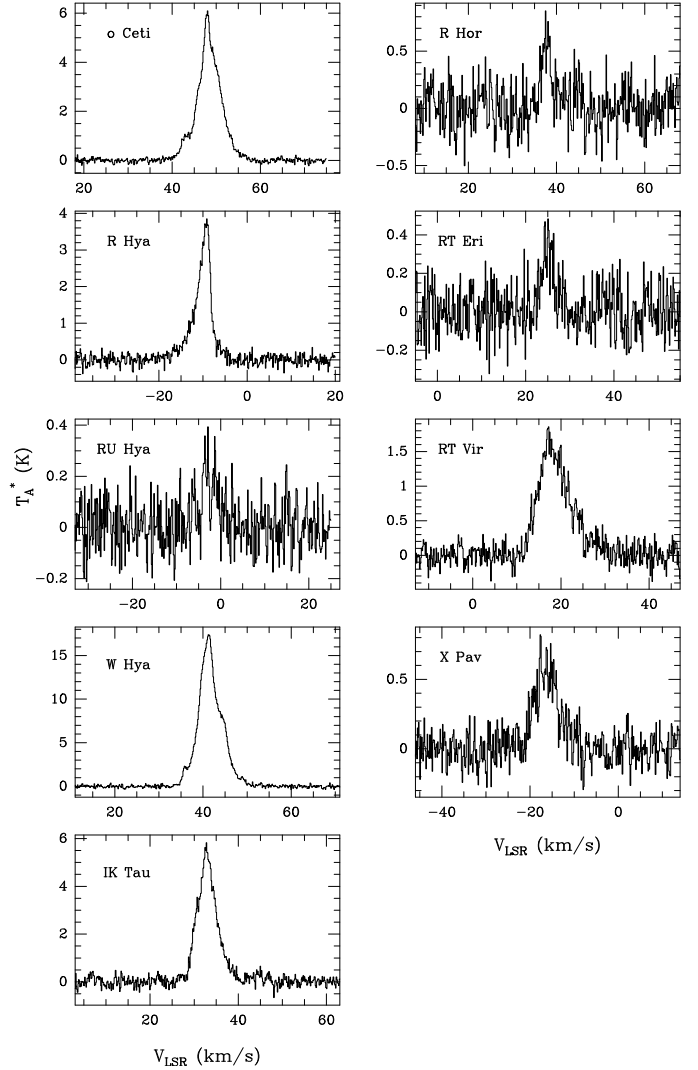 o Ceti
6
4
2
0
20 40 60
R Hya
4
3
2
1
0
−20 0 20
RU Hya
0.4
0.2
0
−0.2
−20 0 20
T_A^* (K)
W Hya
15
10
5
0
20 40 60
IK Tau
6
4
2
0
20 40 60
V_LSR (km/s)
R Hor
0.5
0
−0.5
20 40 60
RT Eri
0.4
0.2
0
−0.2
0 20 40
RT Vir
1.5
1
0.5
0
0 20 40
X Pav
0.5
0
−40 −20 0
V_LSR (km/s)